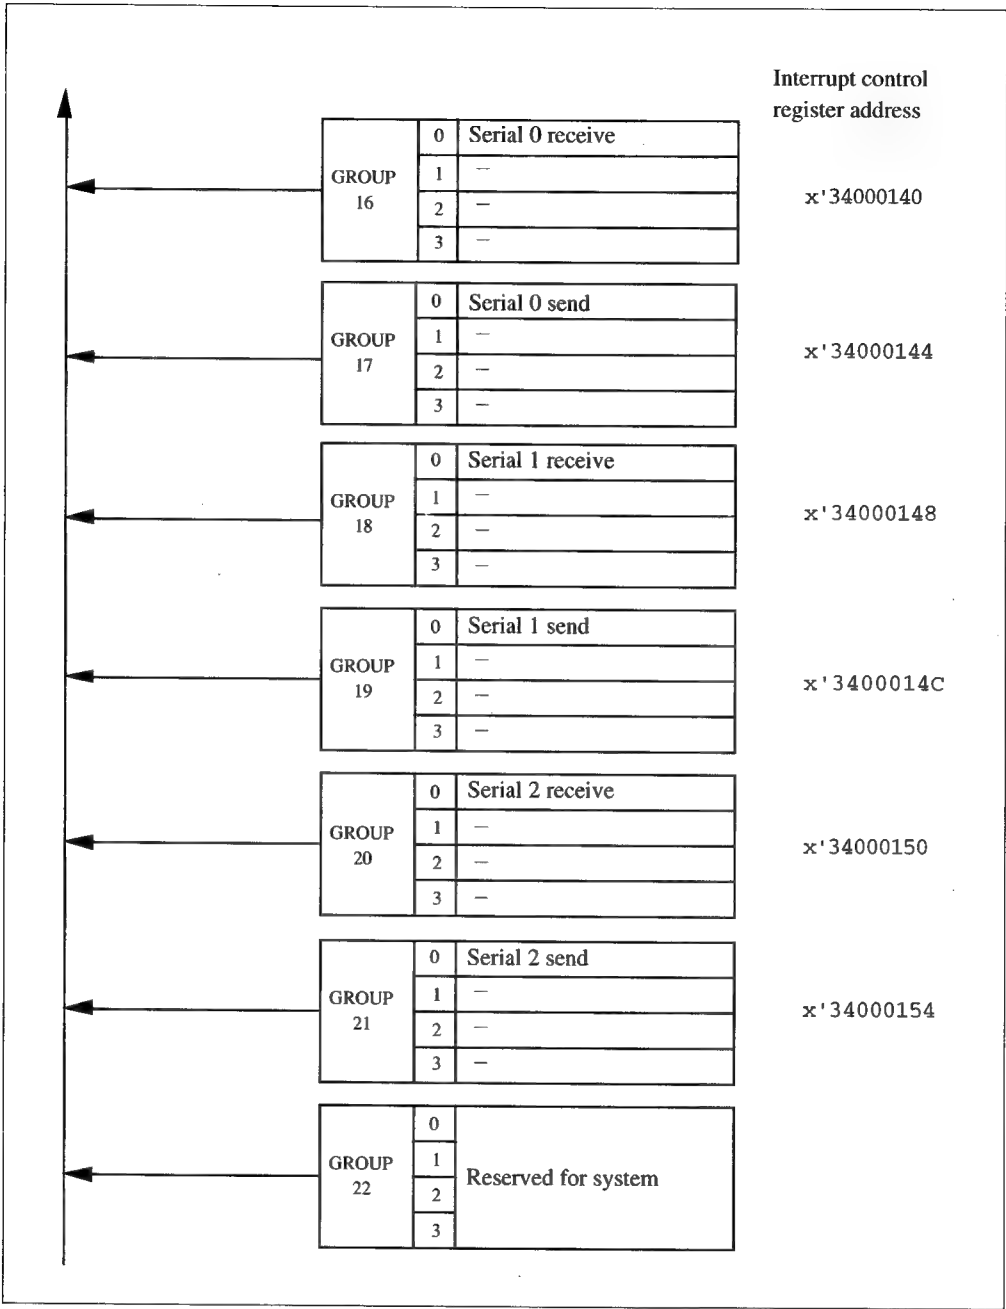 Interrupt control
register address
GROUP
16
0 Serial 0 receive
1 —
2 —
3 —
x'34000140
GROUP
17
0 Serial 0 send
1 —
2 —
3 —
x'34000144
GROUP
18
0 Serial 1 receive
1 —
2 —
3 —
x'34000148
GROUP
19
0 Serial 1 send
1 —
2 —
3 —
x'3400014C
GROUP
20
0 Serial 2 receive
1 —
2 —
3 —
x'34000150
GROUP
21
0 Serial 2 send
1 —
2 —
3 —
x'34000154
GROUP
22
0
1
2
3
Reserved for system